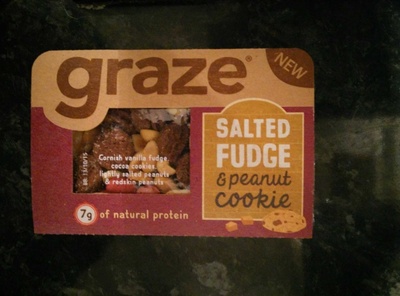 graze
NEW
SALTED
FUDGE
& peanut
cookie
Cornish vanilla fudge,
cocoa cookies,
lightly salted peanuts
& redskin peanuts
7g of natural protein